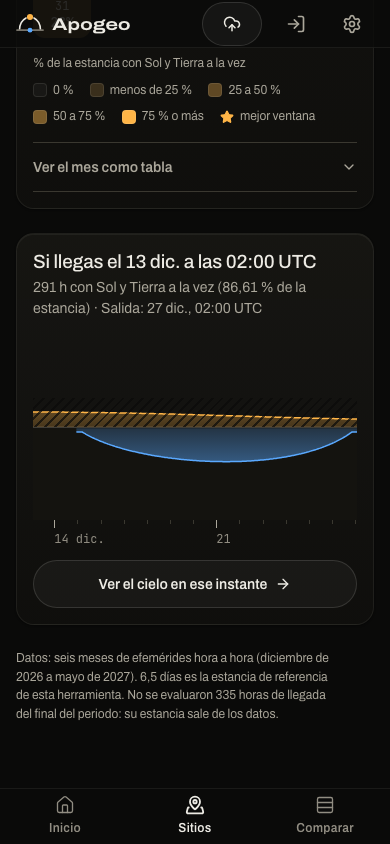 31
Apogeo
% de la estancia con Sol y Tierra a la vez
0 %
menos de 25 %
25 a 50 %
50 a 75 %
75 % o más
mejor ventana
Ver el mes como tabla
Si llegas el 13 dic. a las 02:00 UTC
291 h con Sol y Tierra a la vez (86,61 % de la
estancia) · Salida: 27 dic., 02:00 UTC
14 dic.
21
Ver el cielo en ese instante
Datos: seis meses de efemérides hora a hora (diciembre de
2026 a mayo de 2027). 6,5 días es la estancia de referencia
de esta herramienta. No se evaluaron 335 horas de llegada
del final del periodo: su estancia sale de los datos.
Inicio
Sitios
Comparar